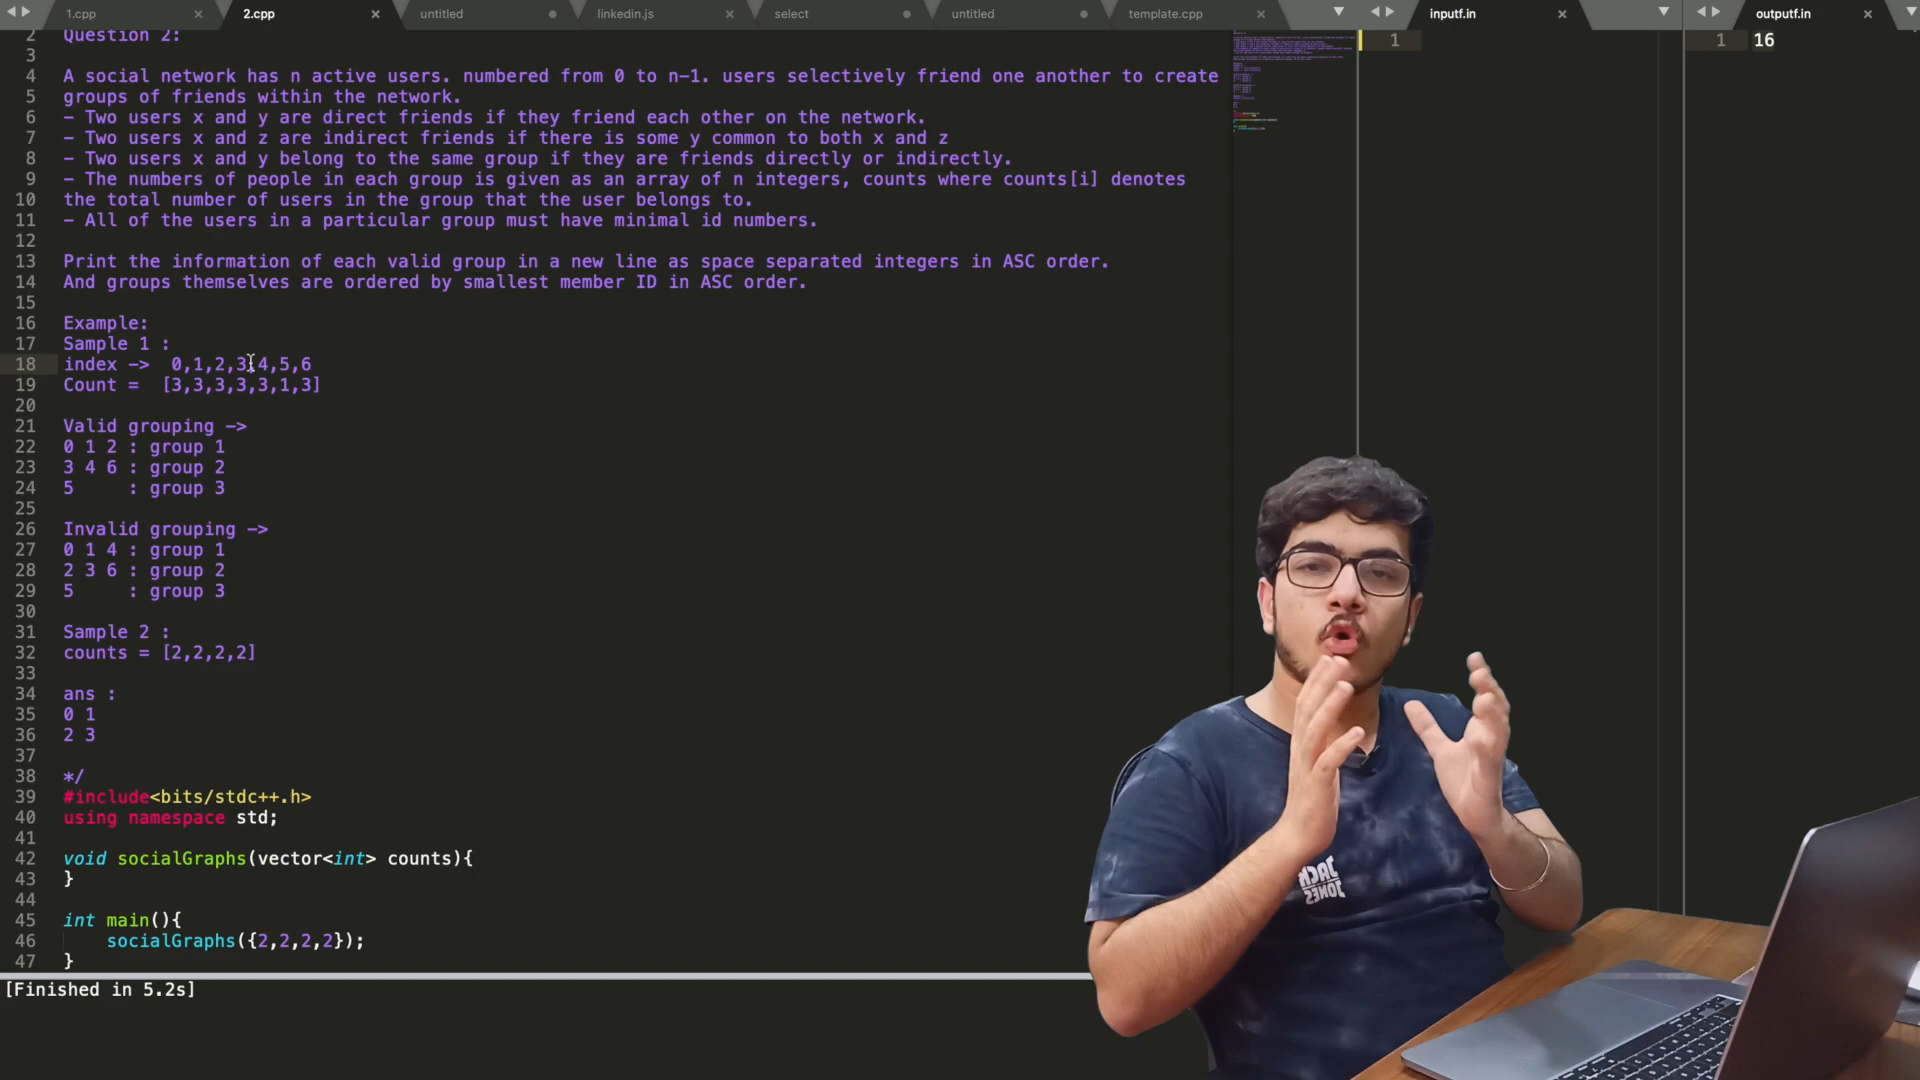 1.cpp
2.cpp
untitled
linkedin.js
select
untitled
template.cpp
inputf.in
outputf.in
1
1 16
2 Question 2:
3
4 A social network has n active users. numbered from 0 to n-1. users selectively friend one another to create
5 groups of friends within the network.
6 - Two users x and y are direct friends if they friend each other on the network.
7 - Two users x and z are indirect friends if there is some y common to both x and z
8 - Two users x and y belong to the same group if they are friends directly or indirectly.
9 - The numbers of people in each group is given as an array of n integers, counts where counts[i] denotes
10 the total number of users in the group that the user belongs to.
11 - All of the users in a particular group must have minimal id numbers.
12
13 Print the information of each valid group in a new line as space separated integers in ASC order.
14 And groups themselves are ordered by smallest member ID in ASC order.
15
16 Example:
17 Sample 1 :
18 index -> 0,1,2,3,4,5,6
19 Count = [3,3,3,3,3,1,3]
20
21 Valid grouping ->
22 0 1 2 : group 1
23 3 4 6 : group 2
24 5 : group 3
25
26 Invalid grouping ->
27 0 1 4 : group 1
28 2 3 6 : group 2
29 5 : group 3
30
31 Sample 2 :
32 counts = [2,2,2,2]
33
34 ans :
35 0 1
36 2 3
37
38 */
39 #include<bits/stdc++.h>
40 using namespace std;
41
42 void socialGraphs(vector<int> counts){
43 }
44
45 int main(){
46 socialGraphs({2,2,2,2});
47 }
[Finished in 5.2s]
JACK
JONES